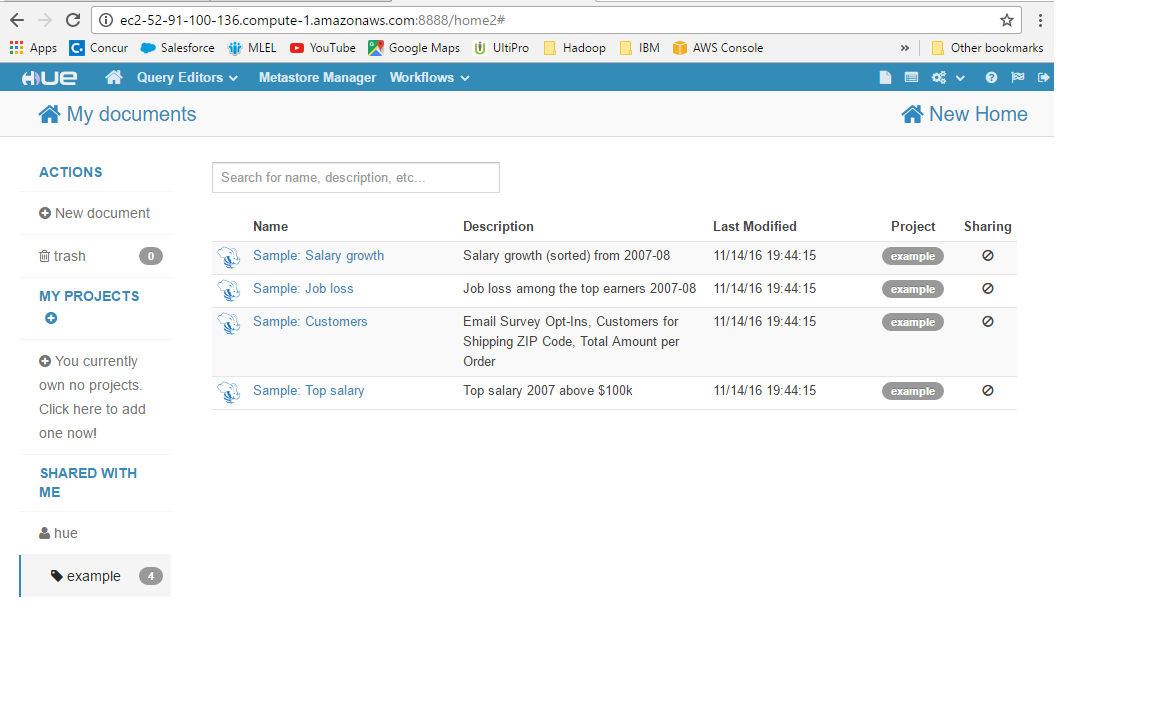 ec2-52-91-100-136.compute-1.amazonaws.com:8888/home2#
Apps Concur Salesforce MLEL YouTube Google Maps UltiPro Hadoop IBM AWS Console » Other bookmarks
HUE Query Editors Metastore Manager Workflows
My documents New Home
ACTIONS
Search for name, description, etc...
New document
Name Description Last Modified Project Sharing
trash 0
Sample: Salary growth Salary growth (sorted) from 2007-08 11/14/16 19:44:15 example
Sample: Job loss Job loss among the top earners 2007-08 11/14/16 19:44:15 example
MY PROJECTS
Sample: Customers Email Survey Opt-Ins, Customers for 11/14/16 19:44:15 example
Shipping ZIP Code, Total Amount per
Order
Sample: Top salary Top salary 2007 above $100k 11/14/16 19:44:15 example
You currently
own no projects.
Click here to add
one now!
SHARED WITH
ME
hue
example 4